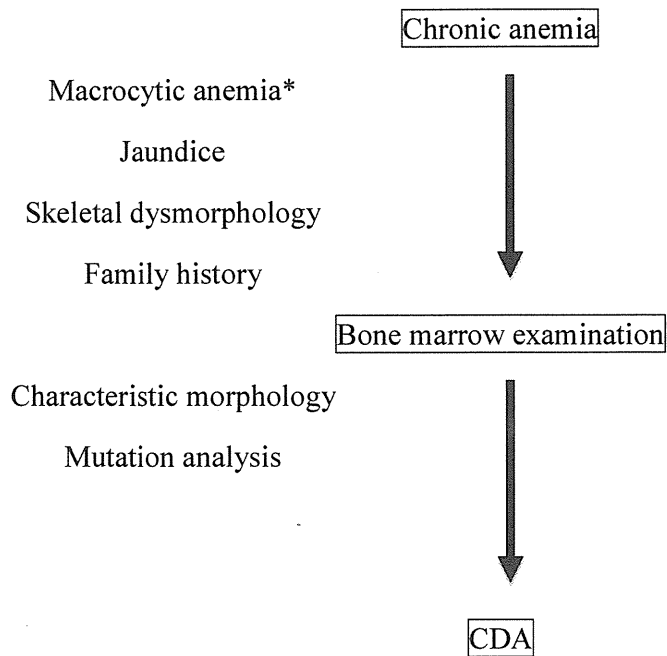 Chronic anemia
Macrocytic anemia*
Jaundice
Skeletal dysmorphology
Family history
Bone marrow examination
Characteristic morphology
Mutation analysis
CDA